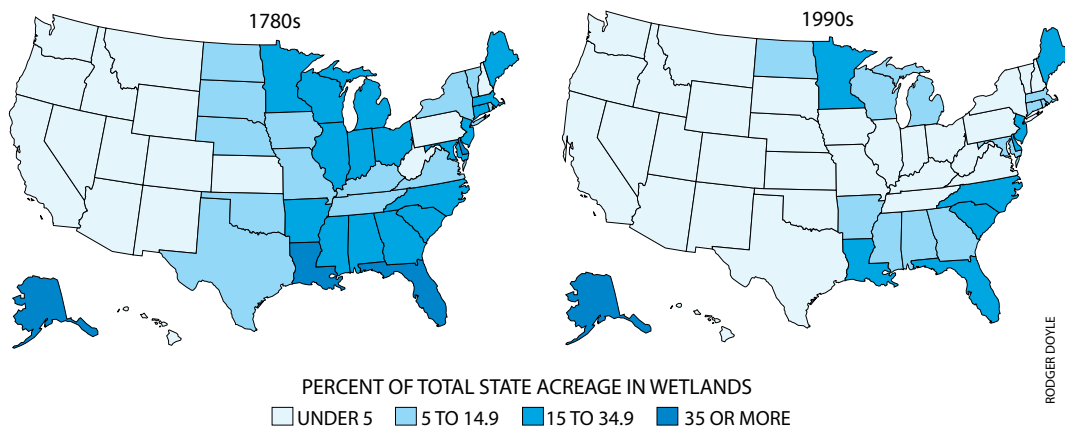 1780s
1990s
PERCENT OF TOTAL STATE ACREAGE IN WETLANDS
UNDER 5 5 TO 14.9 15 TO 34.9 35 OR MORE
RODGER DOYLE